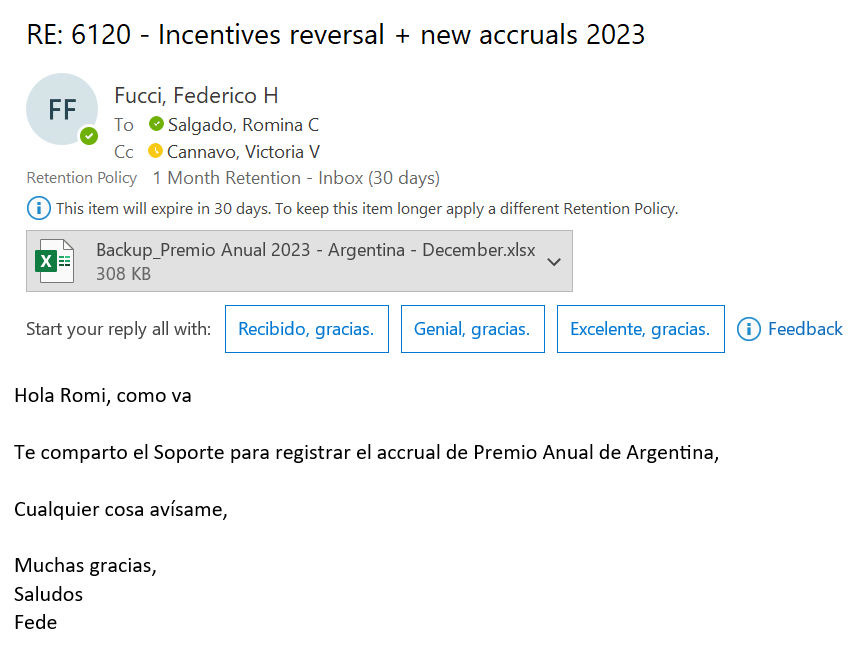 RE: 6120 - Incentives reversal + new accruals 2023
FF
Fucci, Federico H
To Salgado, Romina C
Cc Cannavo, Victoria V
Retention Policy 1 Month Retention - Inbox (30 days)
This item will expire in 30 days. To keep this item longer apply a different Retention Policy.
Backup_Premio Anual 2023 - Argentina - December.xlsx
308 KB
Start your reply all with: Recibido, gracias. Genial, gracias. Excelente, gracias. Feedback
Hola Romi, como va
Te comparto el Soporte para registrar el accrual de Premio Anual de Argentina,
Cualquier cosa avísame,
Muchas gracias,
Saludos
Fede